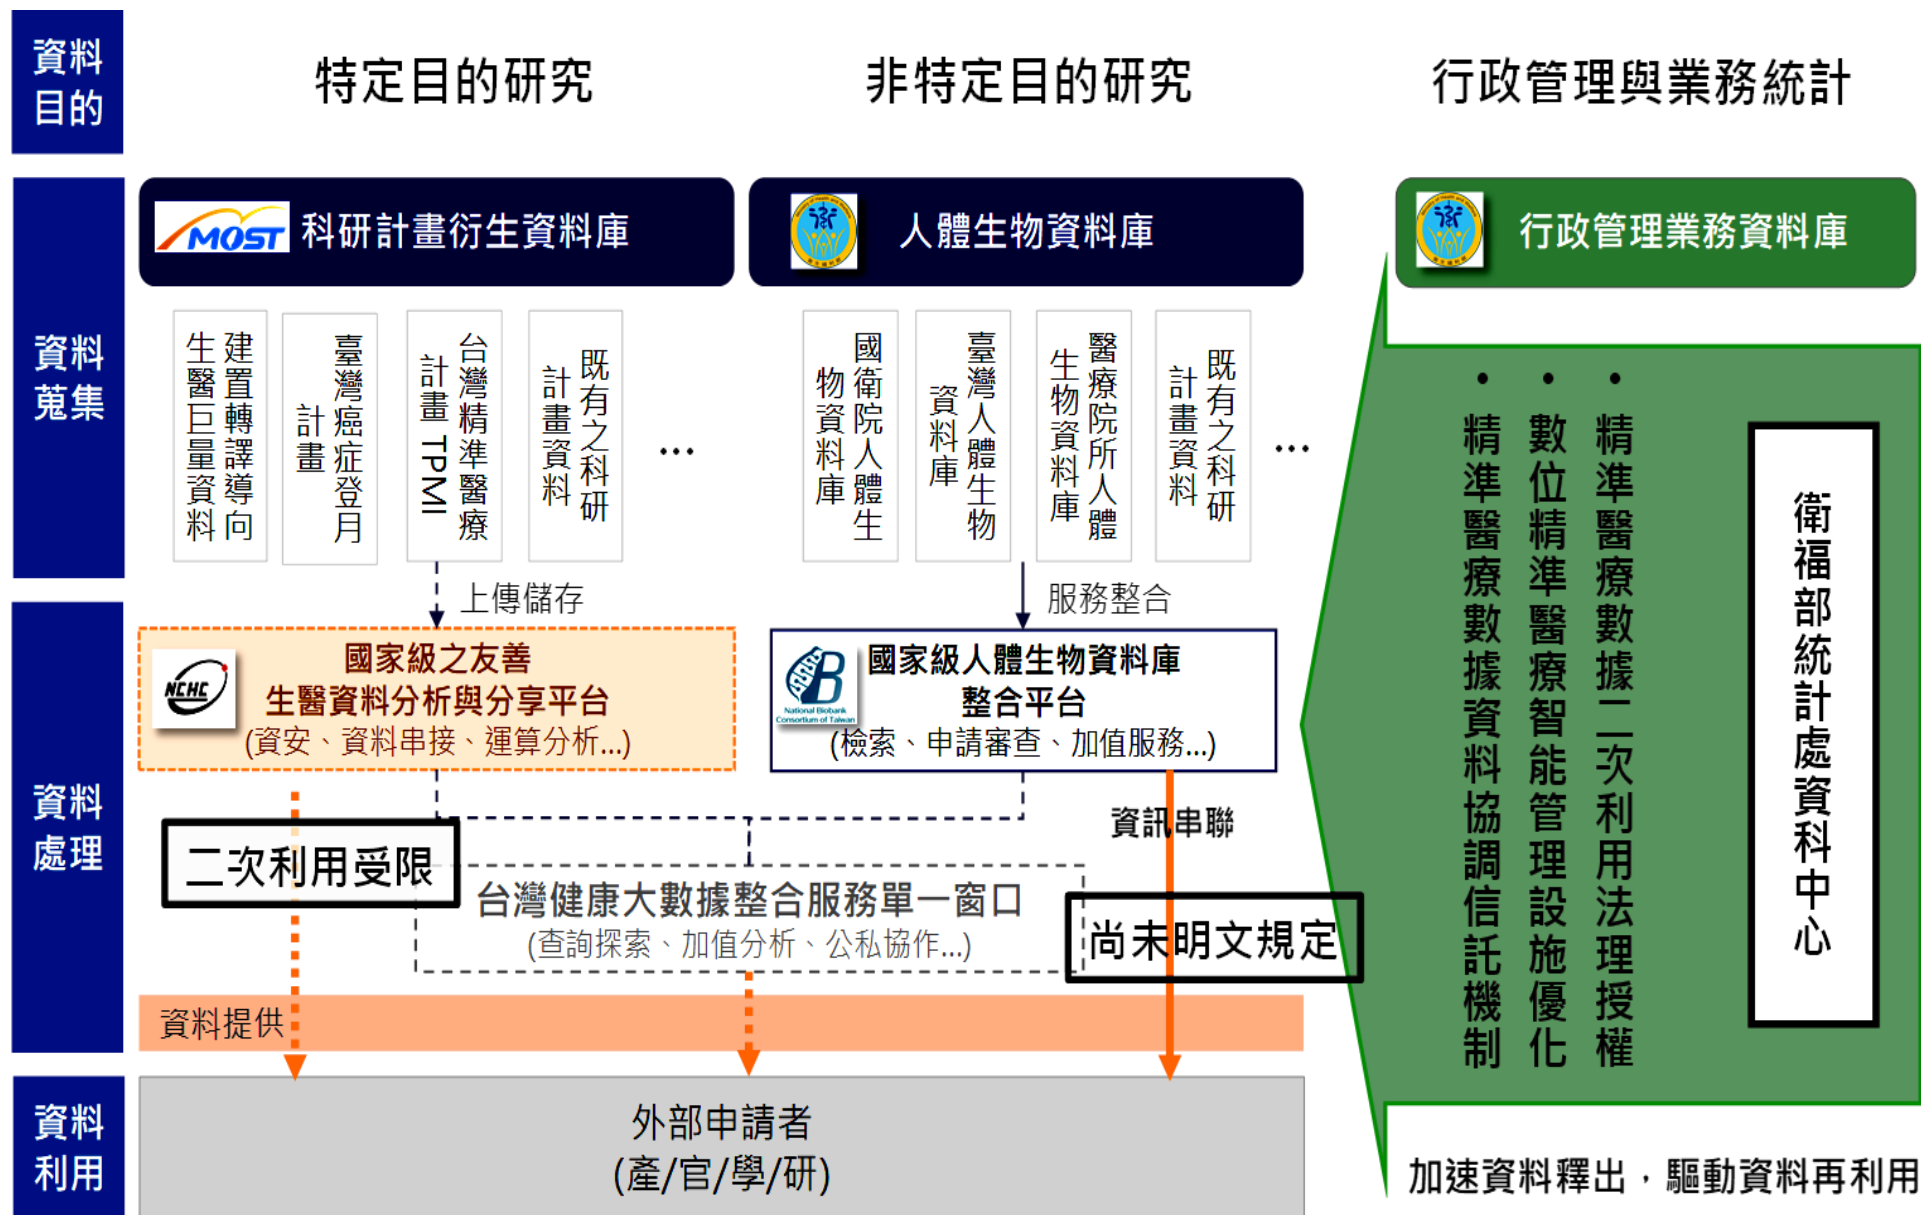 資料
目的
特定目的研究
非特定目的研究
行政管理與業務統計
資料
蒐集
MOST
科研計畫衍生資料庫
人體生物資料庫
行政管理業務資料庫
建置轉譯導向
生醫巨量資料
臺灣癌症登月
計畫
台灣精準醫療
計畫 TPMI
既有之科研
計畫資料
...
國衛院人體生
物資料庫
臺灣人體生物
資料庫
醫療院所人體
生物資料庫
既有之科研
計畫資料
...
上傳儲存
服務整合
資料
處理
NCHC
國家級之友善
生醫資料分析與分享平台
(資安、資料串接、運算分析...)
National Biobank
Consortium of Taiwan
國家級人體生物資料庫
整合平台
(檢索、申請審查、加值服務...)
資訊串聯
二次利用受限
台灣健康大數據整合服務單一窗口
(查詢探索、加值分析、公私協作...)
尚未明文規定
資料提供
資料
利用
外部申請者
(產/官/學/研)
衛福部統計處資科中心
• 精準醫療數據二次利用法理授權
• 數位精準醫療智能管理設施優化
• 精準醫療數據資料協調信託機制
加速資料釋出，驅動資料再利用